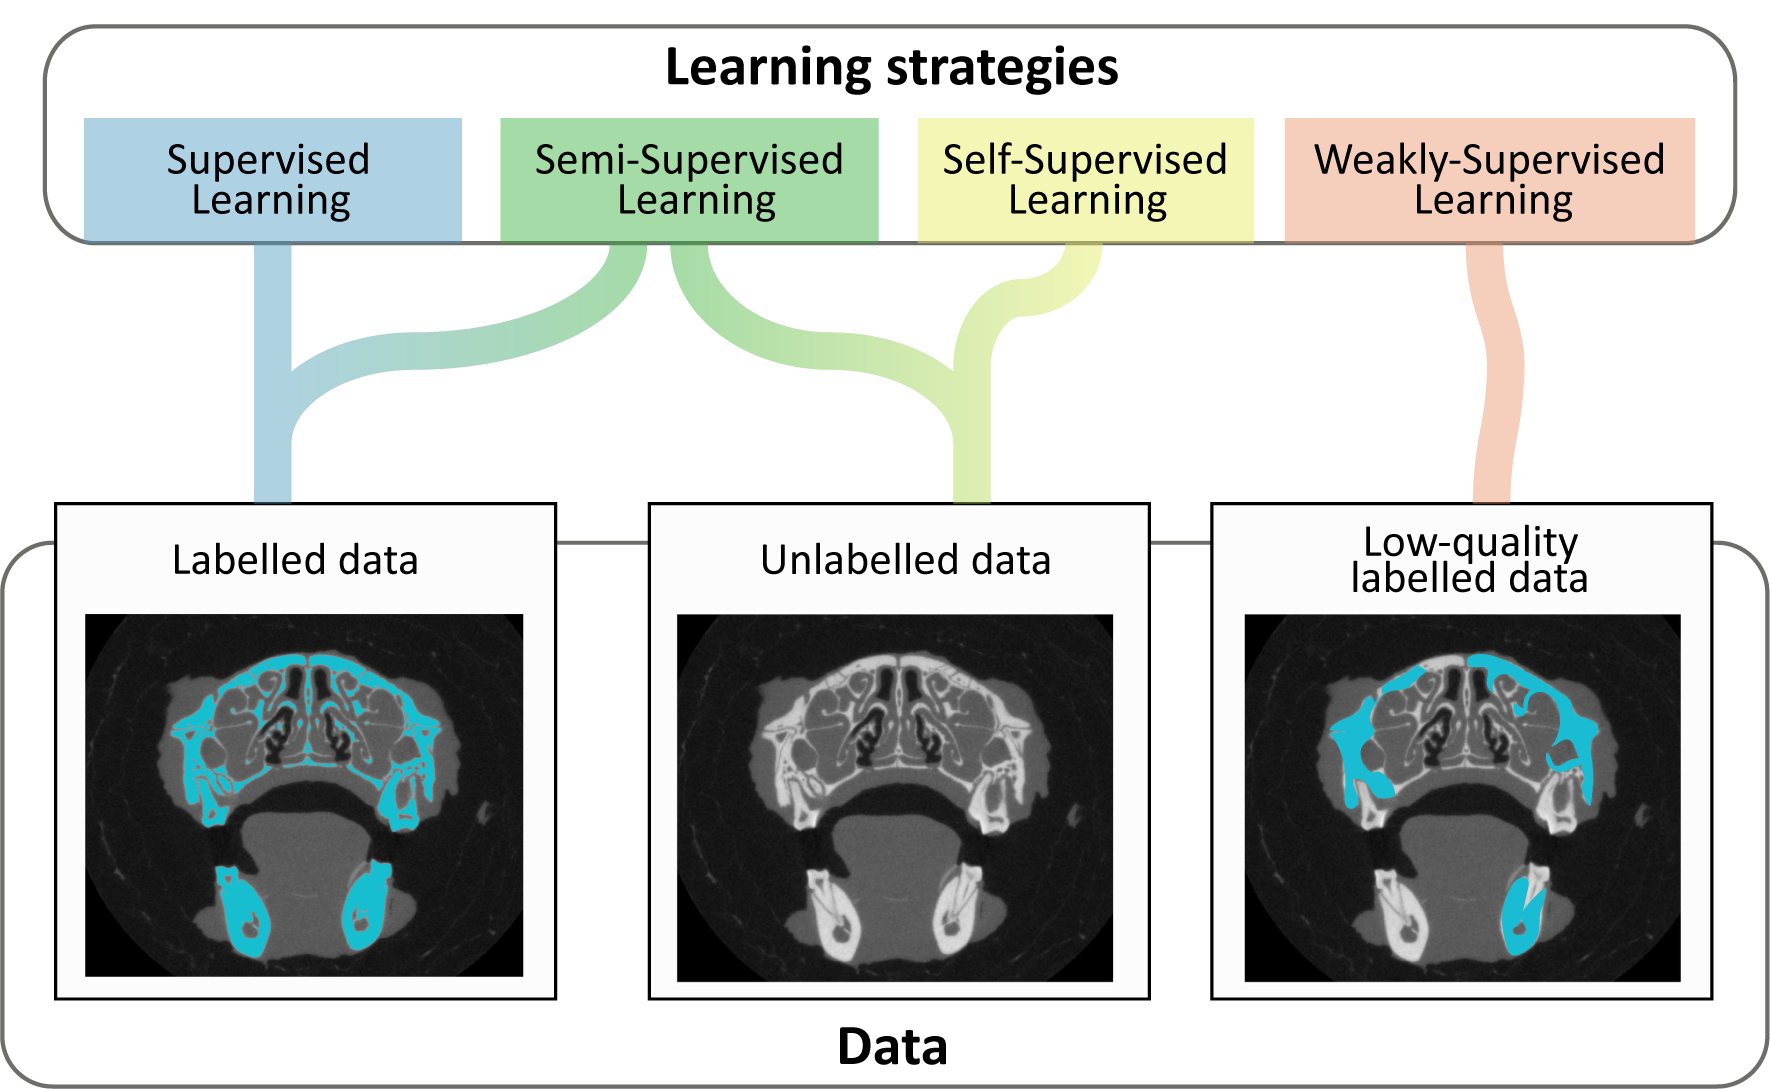 Learning strategies
Supervised
Learning
Semi-Supervised
Learning
Self-Supervised
Learning
Weakly-Supervised
Learning
Labelled data
Unlabelled data
Low-quality
labelled data
Data